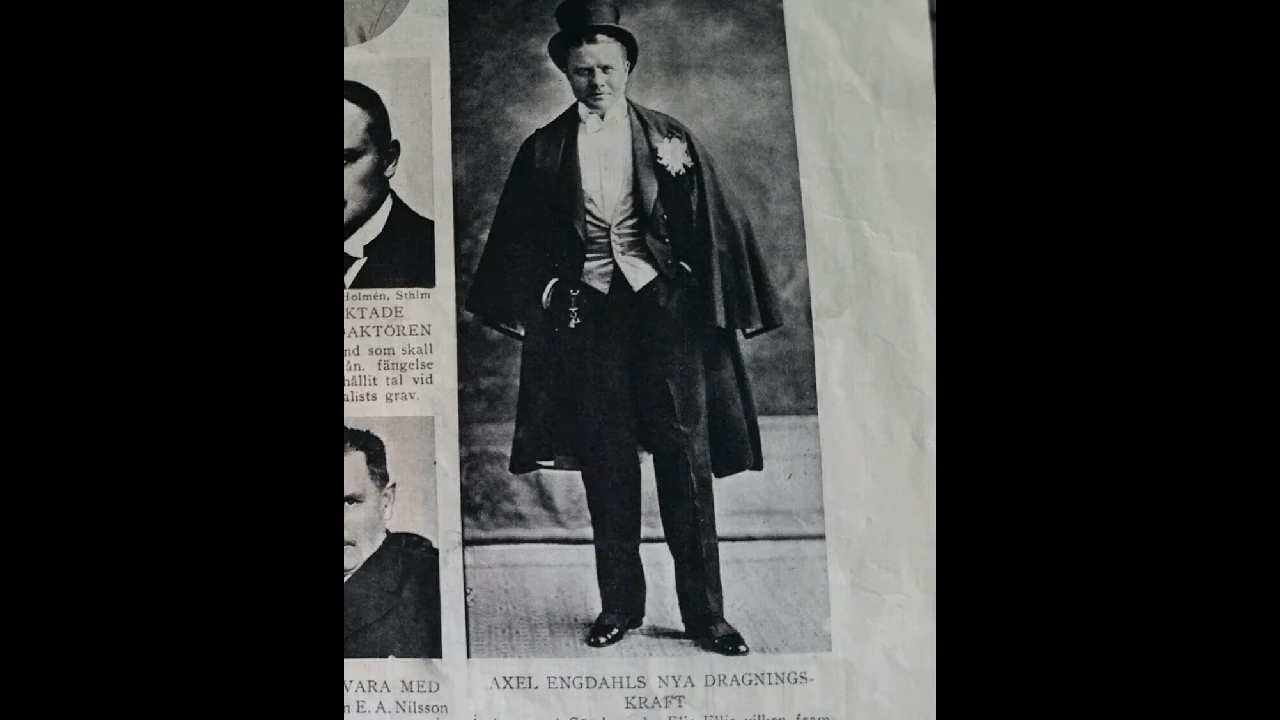 Holmén, Sthlm
KTADE
DAKTÖREN
nd som skall
ån. fängelse
hållit tal vid
alists grav.
VARA MED
n E. A. Nilsson
AXEL ENGDAHLS NYA DRAGNINGS-
KRAFT